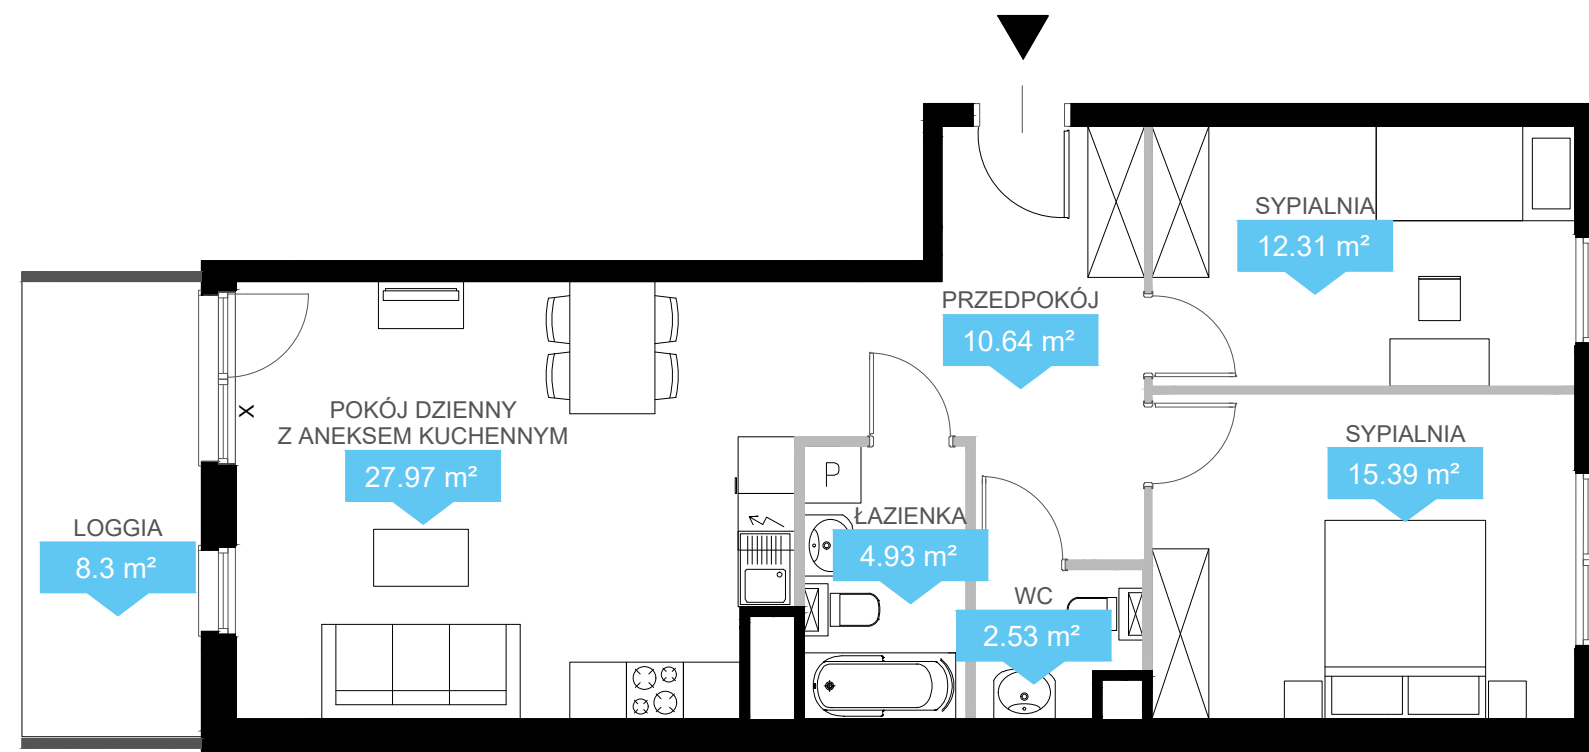 SYPIALNIA
12.31 m²
PRZEDPOKÓJ
10.64 m²
POKÓJ DZIENNY
Z ANEKSEM KUCHENNYM
27.97 m²
X
SYPIALNIA
15.39 m²
P
LOGGIA
8.3 m²
ŁAZIENKA
4.93 m²
WC
2.53 m²